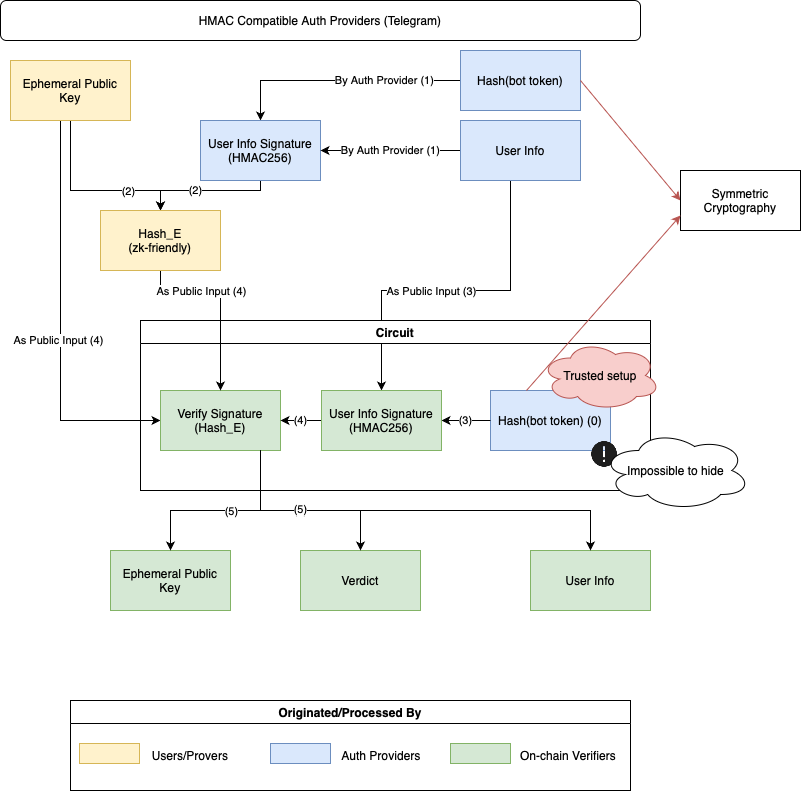 HMAC Compatible Auth Providers (Telegram)
Ephemeral Public
Key
By Auth Provider (1)
Hash(bot token)
User Info Signature
(HMAC256)
By Auth Provider (1)
User Info
Symmetric
Cryptography
(2)
(2)
Hash_E
(zk-friendly)
As Public Input (4)
As Public Input (3)
As Public Input (4)
Circuit
Trusted setup
Verify Signature
(Hash_E)
(4)
User Info Signature
(HMAC256)
(3)
Hash(bot token) (0)
!
Impossible to hide
(5)
(5)
Ephemeral Public
Key
Verdict
User Info
Originated/Processed By
Users/Provers
Auth Providers
On-chain Verifiers